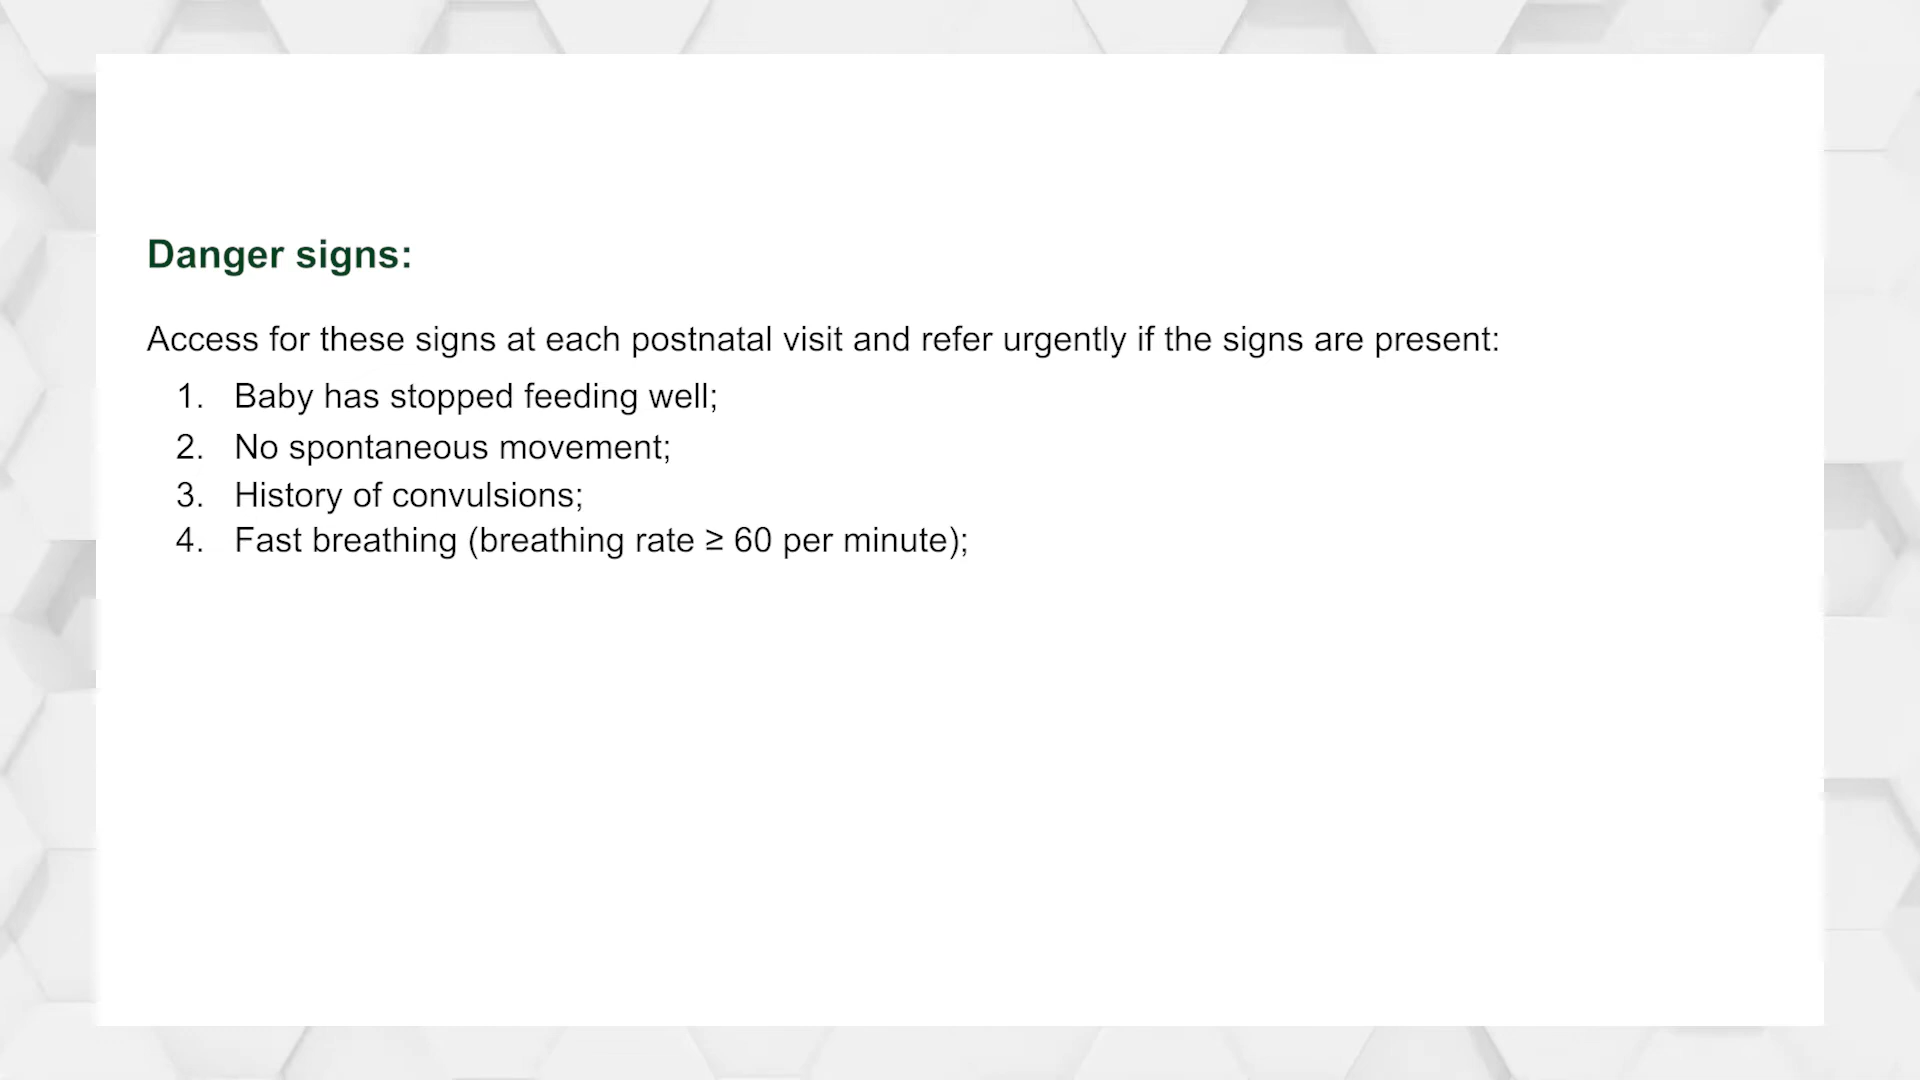 Danger signs:
Access for these signs at each postnatal visit and refer urgently if the signs are present:
1. Baby has stopped feeding well;
2. No spontaneous movement;
3. History of convulsions;
4. Fast breathing (breathing rate ≥ 60 per minute);